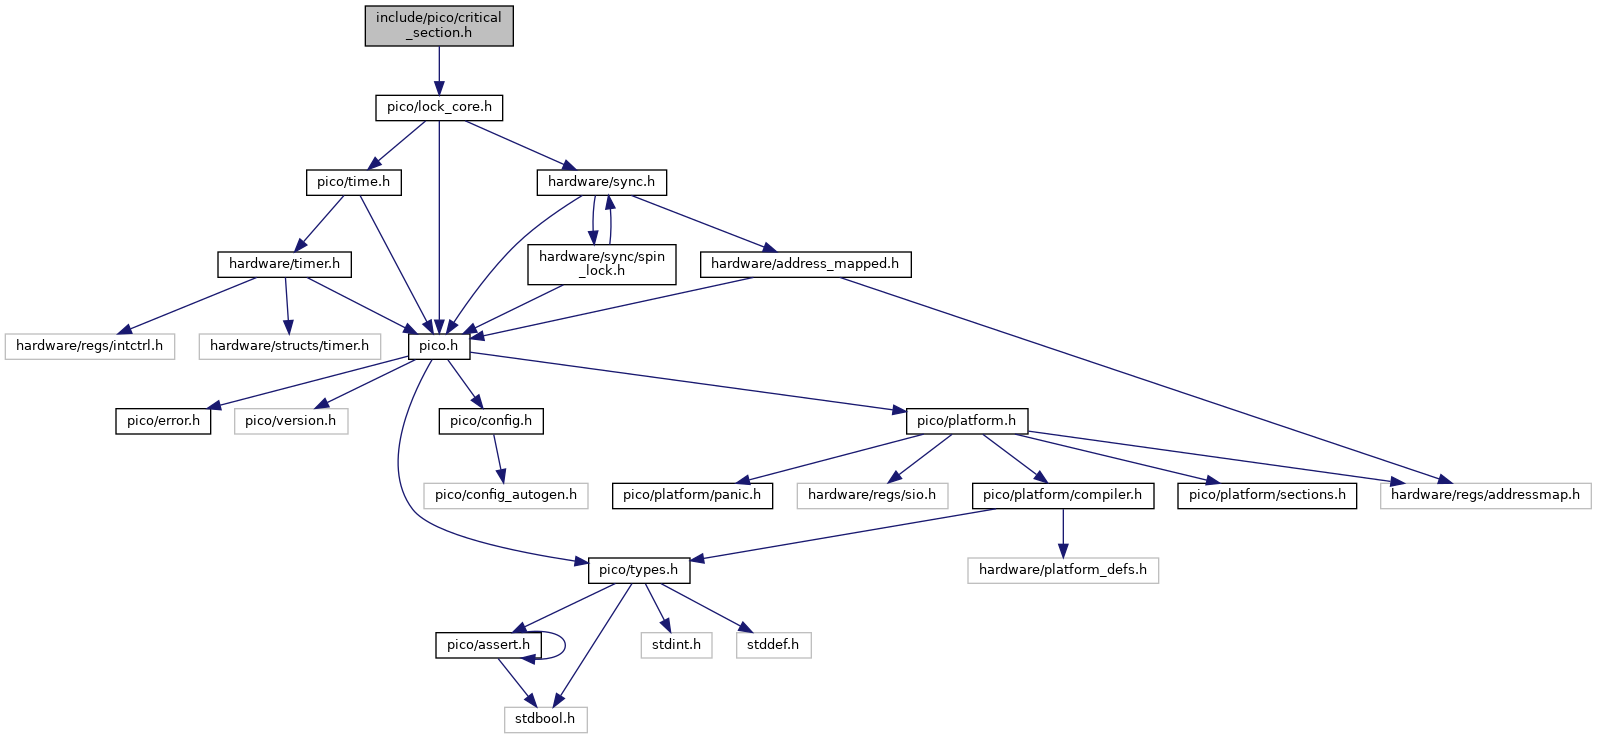 include/pico/critical
_section.h
pico/lock_core.h
pico/time.h
hardware/sync.h
hardware/timer.h
hardware/sync/spin
_lock.h
hardware/address_mapped.h
hardware/regs/intctrl.h
hardware/structs/timer.h
pico.h
pico/error.h
pico/version.h
pico/config.h
pico/platform.h
pico/config_autogen.h
pico/platform/panic.h
hardware/regs/sio.h
pico/platform/compiler.h
pico/platform/sections.h
hardware/regs/addressmap.h
pico/types.h
hardware/platform_defs.h
pico/assert.h
stdint.h
stddef.h
stdbool.h